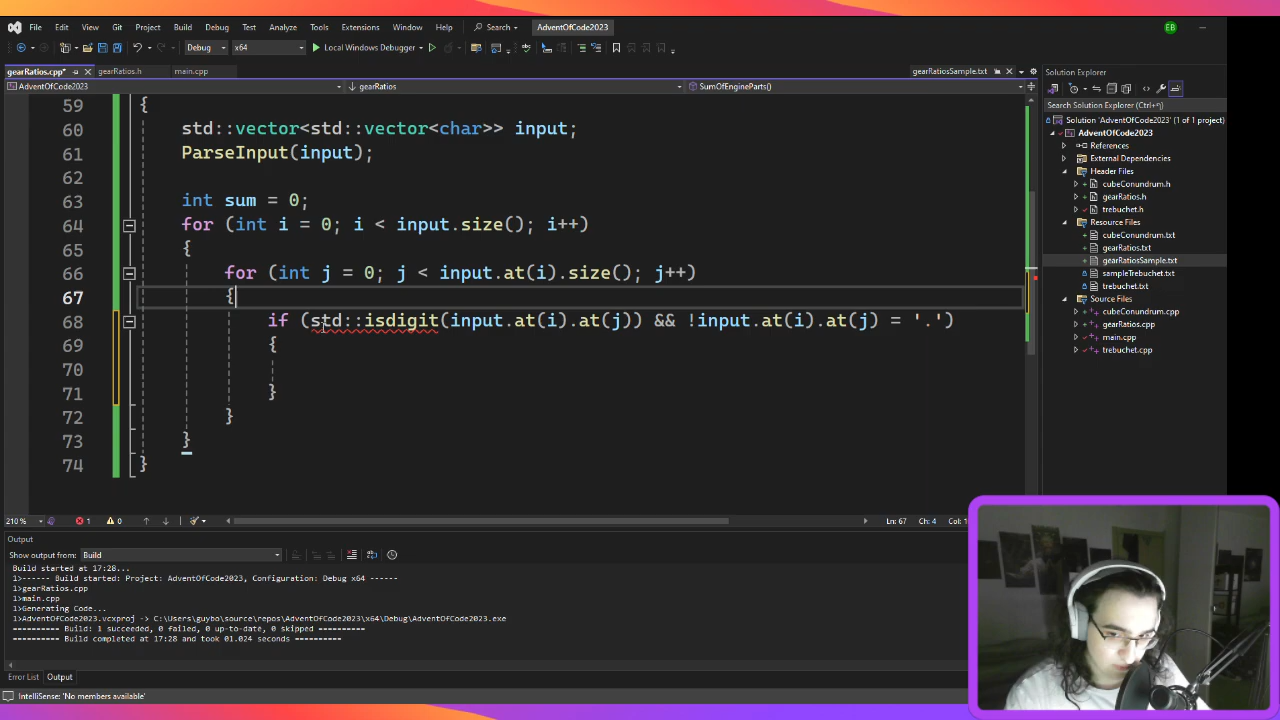 File Edit View Git Project Build Debug Test Analyze Tools Extensions Window Help Search AdventOfCode2023 EB
Debug x64 Local Windows Debugger
gearRatios.cpp* gearRatios.h main.cpp gearRatiosSample.txt
AdventOfCode2023 gearRatios SumOfEngineParts()
59 {
60 std::vector<std::vector<char>> input;
61 ParseInput(input);
62
63 int sum = 0;
64 for (int i = 0; i < input.size(); i++)
65 {
66 for (int j = 0; j < input.at(i).size(); j++)
67 {
68 if (std::isdigit(input.at(i).at(j)) && !input.at(i).at(j) = '.')
69 {
70
71 }
72 }
73 }
74 }
210 % 1 0 Ln: 67 Ch: 4
Output
Show output from: Build
Build started at 17:28...
1>------ Build started: Project: AdventOfCode2023, Configuration: Debug x64 ------
1>gearRatios.cpp
1>main.cpp
1>Generating Code...
1>AdventOfCode2023.vcxproj -> C:\Users\guybo\source\repos\AdventOfCode2023\x64\Debug\AdventOfCode2023.exe
========== Build: 1 succeeded, 0 failed, 0 up-to-date, 0 skipped ==========
========== Build completed at 17:28 and took 01.024 seconds ==========
Error List Output
IntelliSense: 'No members available'
Solution Explorer
Search Solution Explorer (Ctrl+^)
Solution 'AdventOfCode2023' (1 of 1 project)
AdventOfCode2023
References
External Dependencies
Header Files
cubeConundrum.h
gearRatios.h
trebuchet.h
Resource Files
cubeConundrum.txt
gearRatios.txt
gearRatiosSample.txt
sampleTrebuchet.txt
trebuchet.txt
Source Files
cubeConundrum.cpp
gearRatios.cpp
main.cpp
trebuchet.cpp